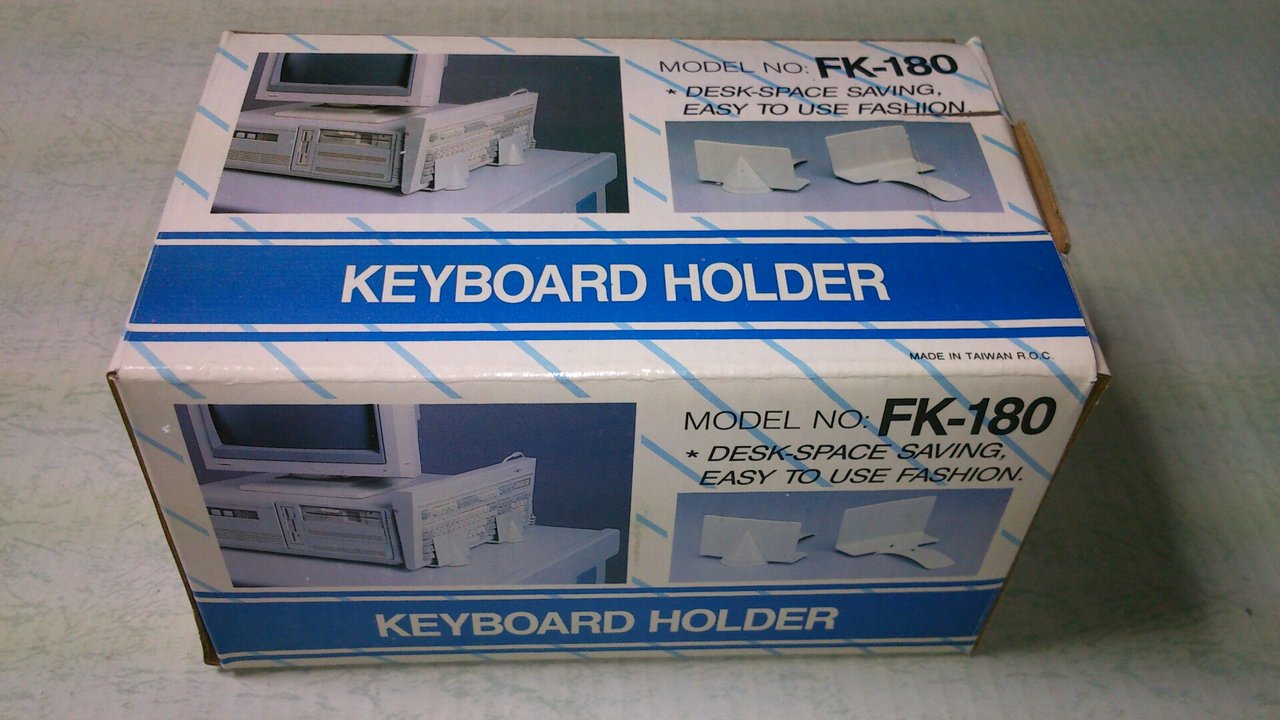 MODEL NO: FK-180
* DESK-SPACE SAVING,
EASY TO USE FASHION.
KEYBOARD HOLDER
MADE IN TAIWAN R.O.C.
MODEL NO: FK-180
* DESK-SPACE SAVING,
EASY TO USE FASHION.
KEYBOARD HOLDER